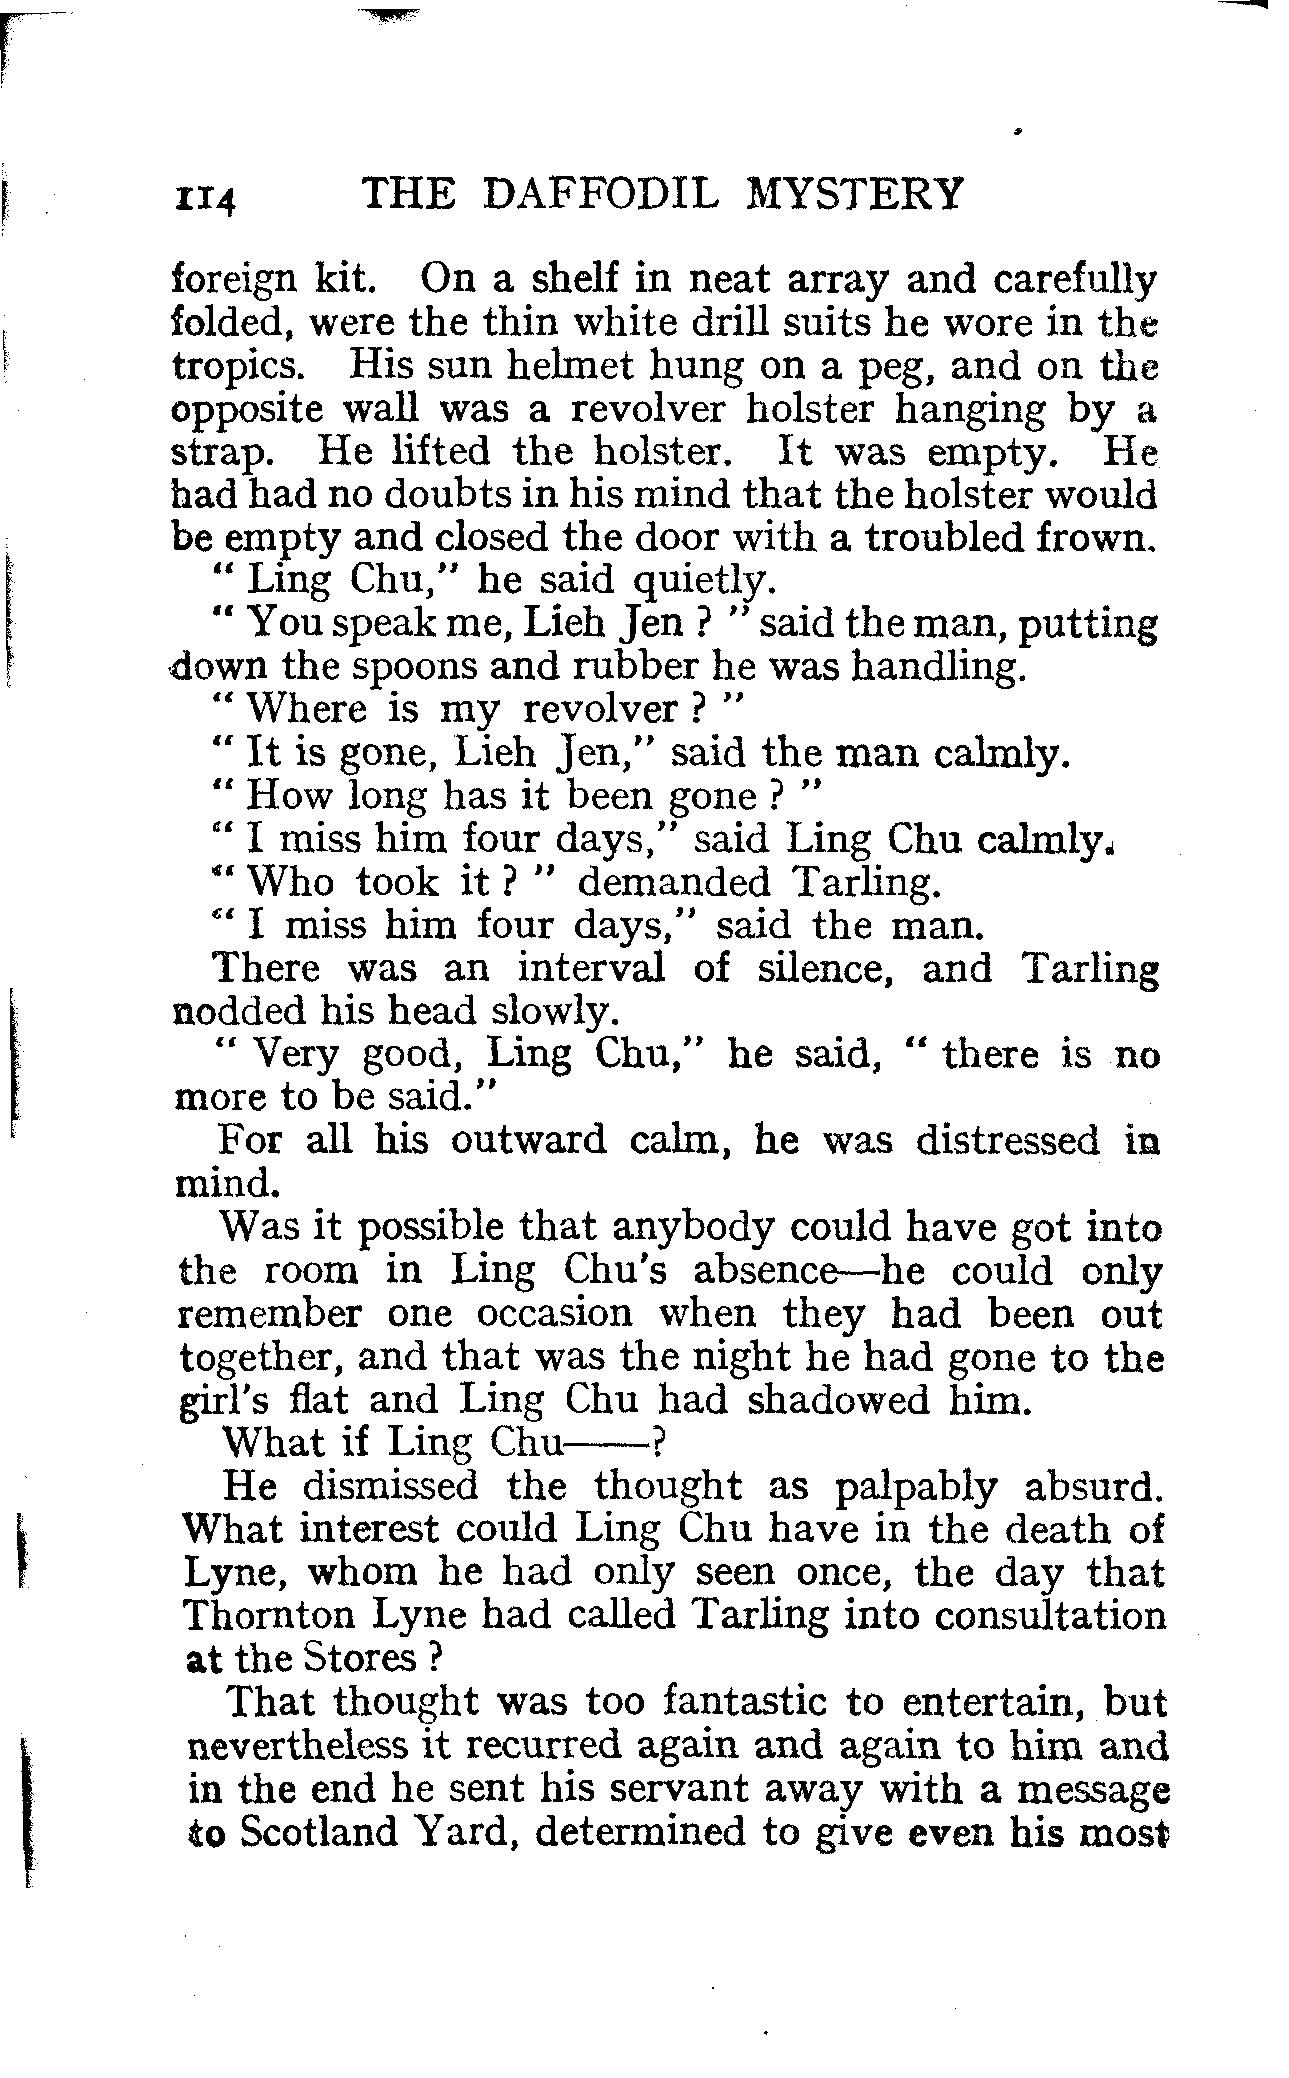 114 THE DAFFODIL MYSTERY
foreign kit. On a shelf in neat array and carefully
folded, were the thin white drill suits he wore in the
tropics. His sun helmet hung on a peg, and on the
opposite wall was a revolver holster hanging by a
strap. He lifted the holster. It was empty. He
had had no doubts in his mind that the holster would
be empty and closed the door with a troubled frown.
“ Ling Chu,” he said quietly.
“ You speak me, Lieh Jen ? ” said the man, putting
down the spoons and rubber he was handling.
“ Where is my revolver ? ”
“ It is gone, Lieh Jen,” said the man calmly.
“ How long has it been gone ? ”
“ I miss him four days,” said Ling Chu calmly.
“ Who took it ? ” demanded Tarling.
“ I miss him four days,” said the man.
There was an interval of silence, and Tarling
nodded his head slowly.
“ Very good, Ling Chu,” he said, “ there is no
more to be said.”
For all his outward calm, he was distressed in
mind.
Was it possible that anybody could have got into
the room in Ling Chu's absence—he could only
remember one occasion when they had been out
together, and that was the night he had gone to the
girl's flat and Ling Chu had shadowed him.
What if Ling Chu——?
He dismissed the thought as palpably absurd.
What interest could Ling Chu have in the death of
Lyne, whom he had only seen once, the day that
Thornton Lyne had called Tarling into consultation
at the Stores ?
That thought was too fantastic to entertain, but
nevertheless it recurred again and again to him and
in the end he sent his servant away with a message
to Scotland Yard, determined to give even his most